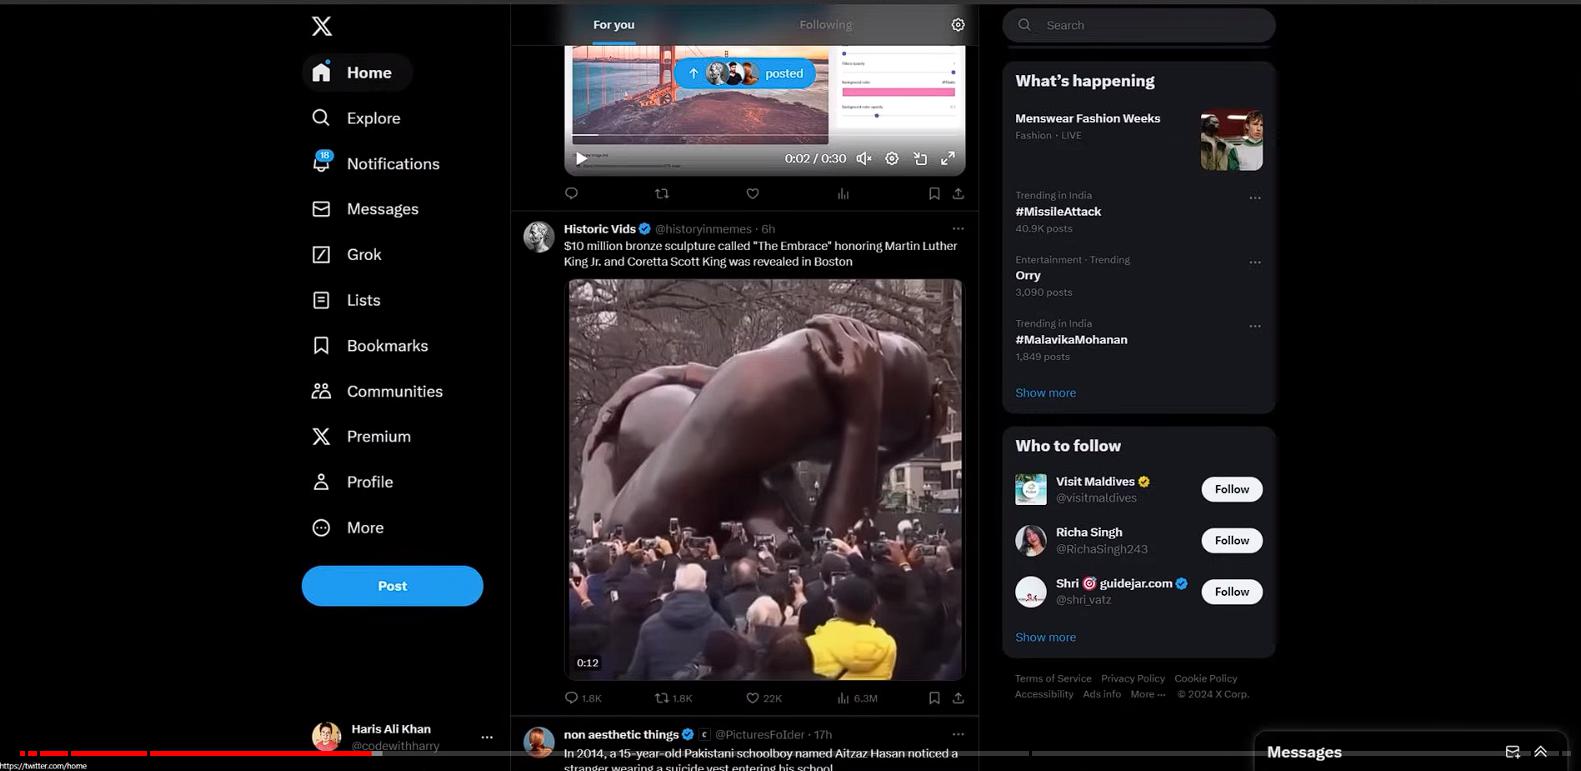 For you
Following
Search
Home
Explore
18
Notifications
Messages
Grok
Lists
Bookmarks
Communities
Premium
Profile
More
Post
Haris Ali Khan
@codewithharry
https://twitter.com/home
posted
0:02 / 0:30
Historic Vids @historyinmemes · 6h
$10 million bronze sculpture called "The Embrace" honoring Martin Luther
King Jr. and Coretta Scott King was revealed in Boston
0:12
1.8K 1.8K 22K 6.3M
non aesthetic things @PicturesFoIder · 17h
In 2014, a 15-year-old Pakistani schoolboy named Aitzaz Hasan noticed a
stranger wearing a suicide vest entering his school
What's happening
Menswear Fashion Weeks
Fashion · LIVE
Trending in India
#MissileAttack
40.9K posts
Entertainment · Trending
Orry
3,090 posts
Trending in India
#MalavikaMohanan
1,849 posts
Show more
Who to follow
Visit Maldives
@visitmaldives
Follow
Richa Singh
@RichaSingh243
Follow
Shri guidejar.com
@shri_vatz
Follow
Show more
Terms of Service Privacy Policy Cookie Policy
Accessibility Ads info More ··· © 2024 X Corp.
Messages